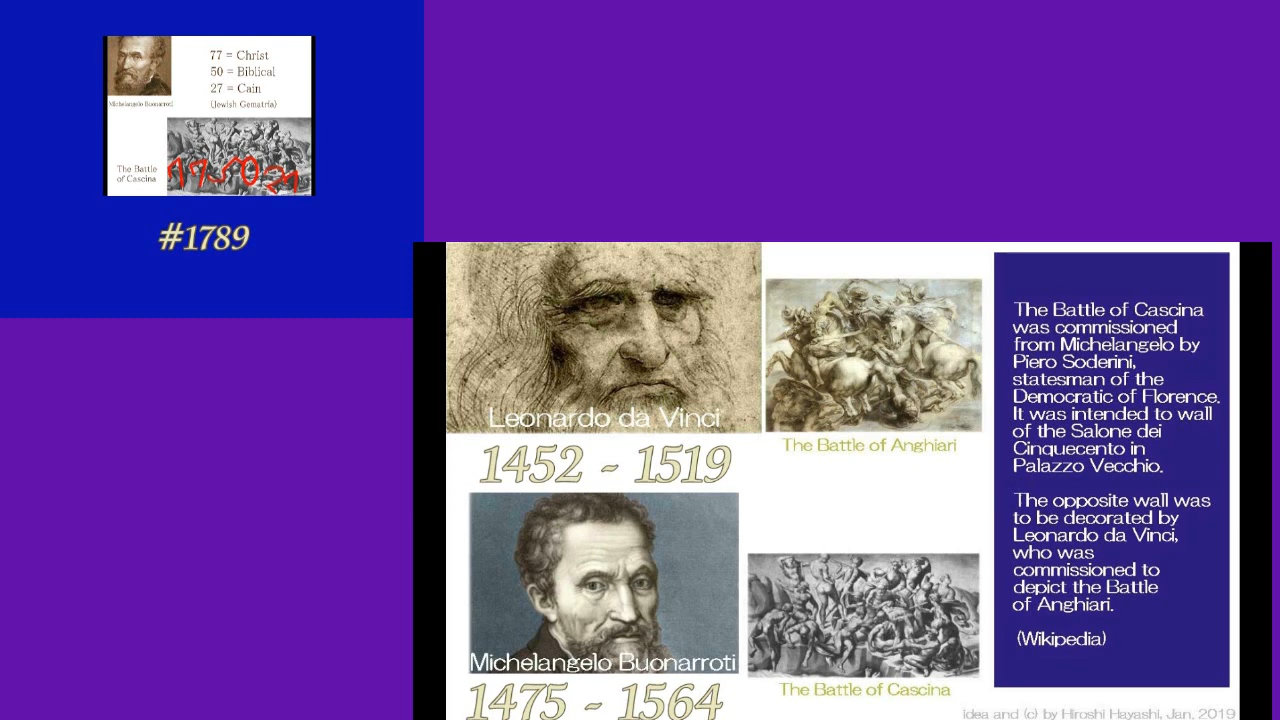 77 = Christ
50 = Biblical
27 = Cain
(Jewish Gematria)
Michelangelo Buonarroti
The Battle
of Cascina
#1789
Leonardo da Vinci
1452 - 1519
The Battle of Anghiari
Michelangelo Buonarroti
1475 - 1564
The Battle of Cascina
The Battle of Cascina
was commissioned
from Michelangelo by
Piero Soderini,
statesman of the
Democratic of Florence.
It was intended to wall
of the Salone dei
Cinquecento in
Palazzo Vecchio.
The opposite wall was
to be decorated by
Leonardo da Vinci,
who was
commissioned to
depict the Battle
of Anghiari.
(Wikipedia)
idea and (c) by Hiroshi Hayashi, Jan, 2019